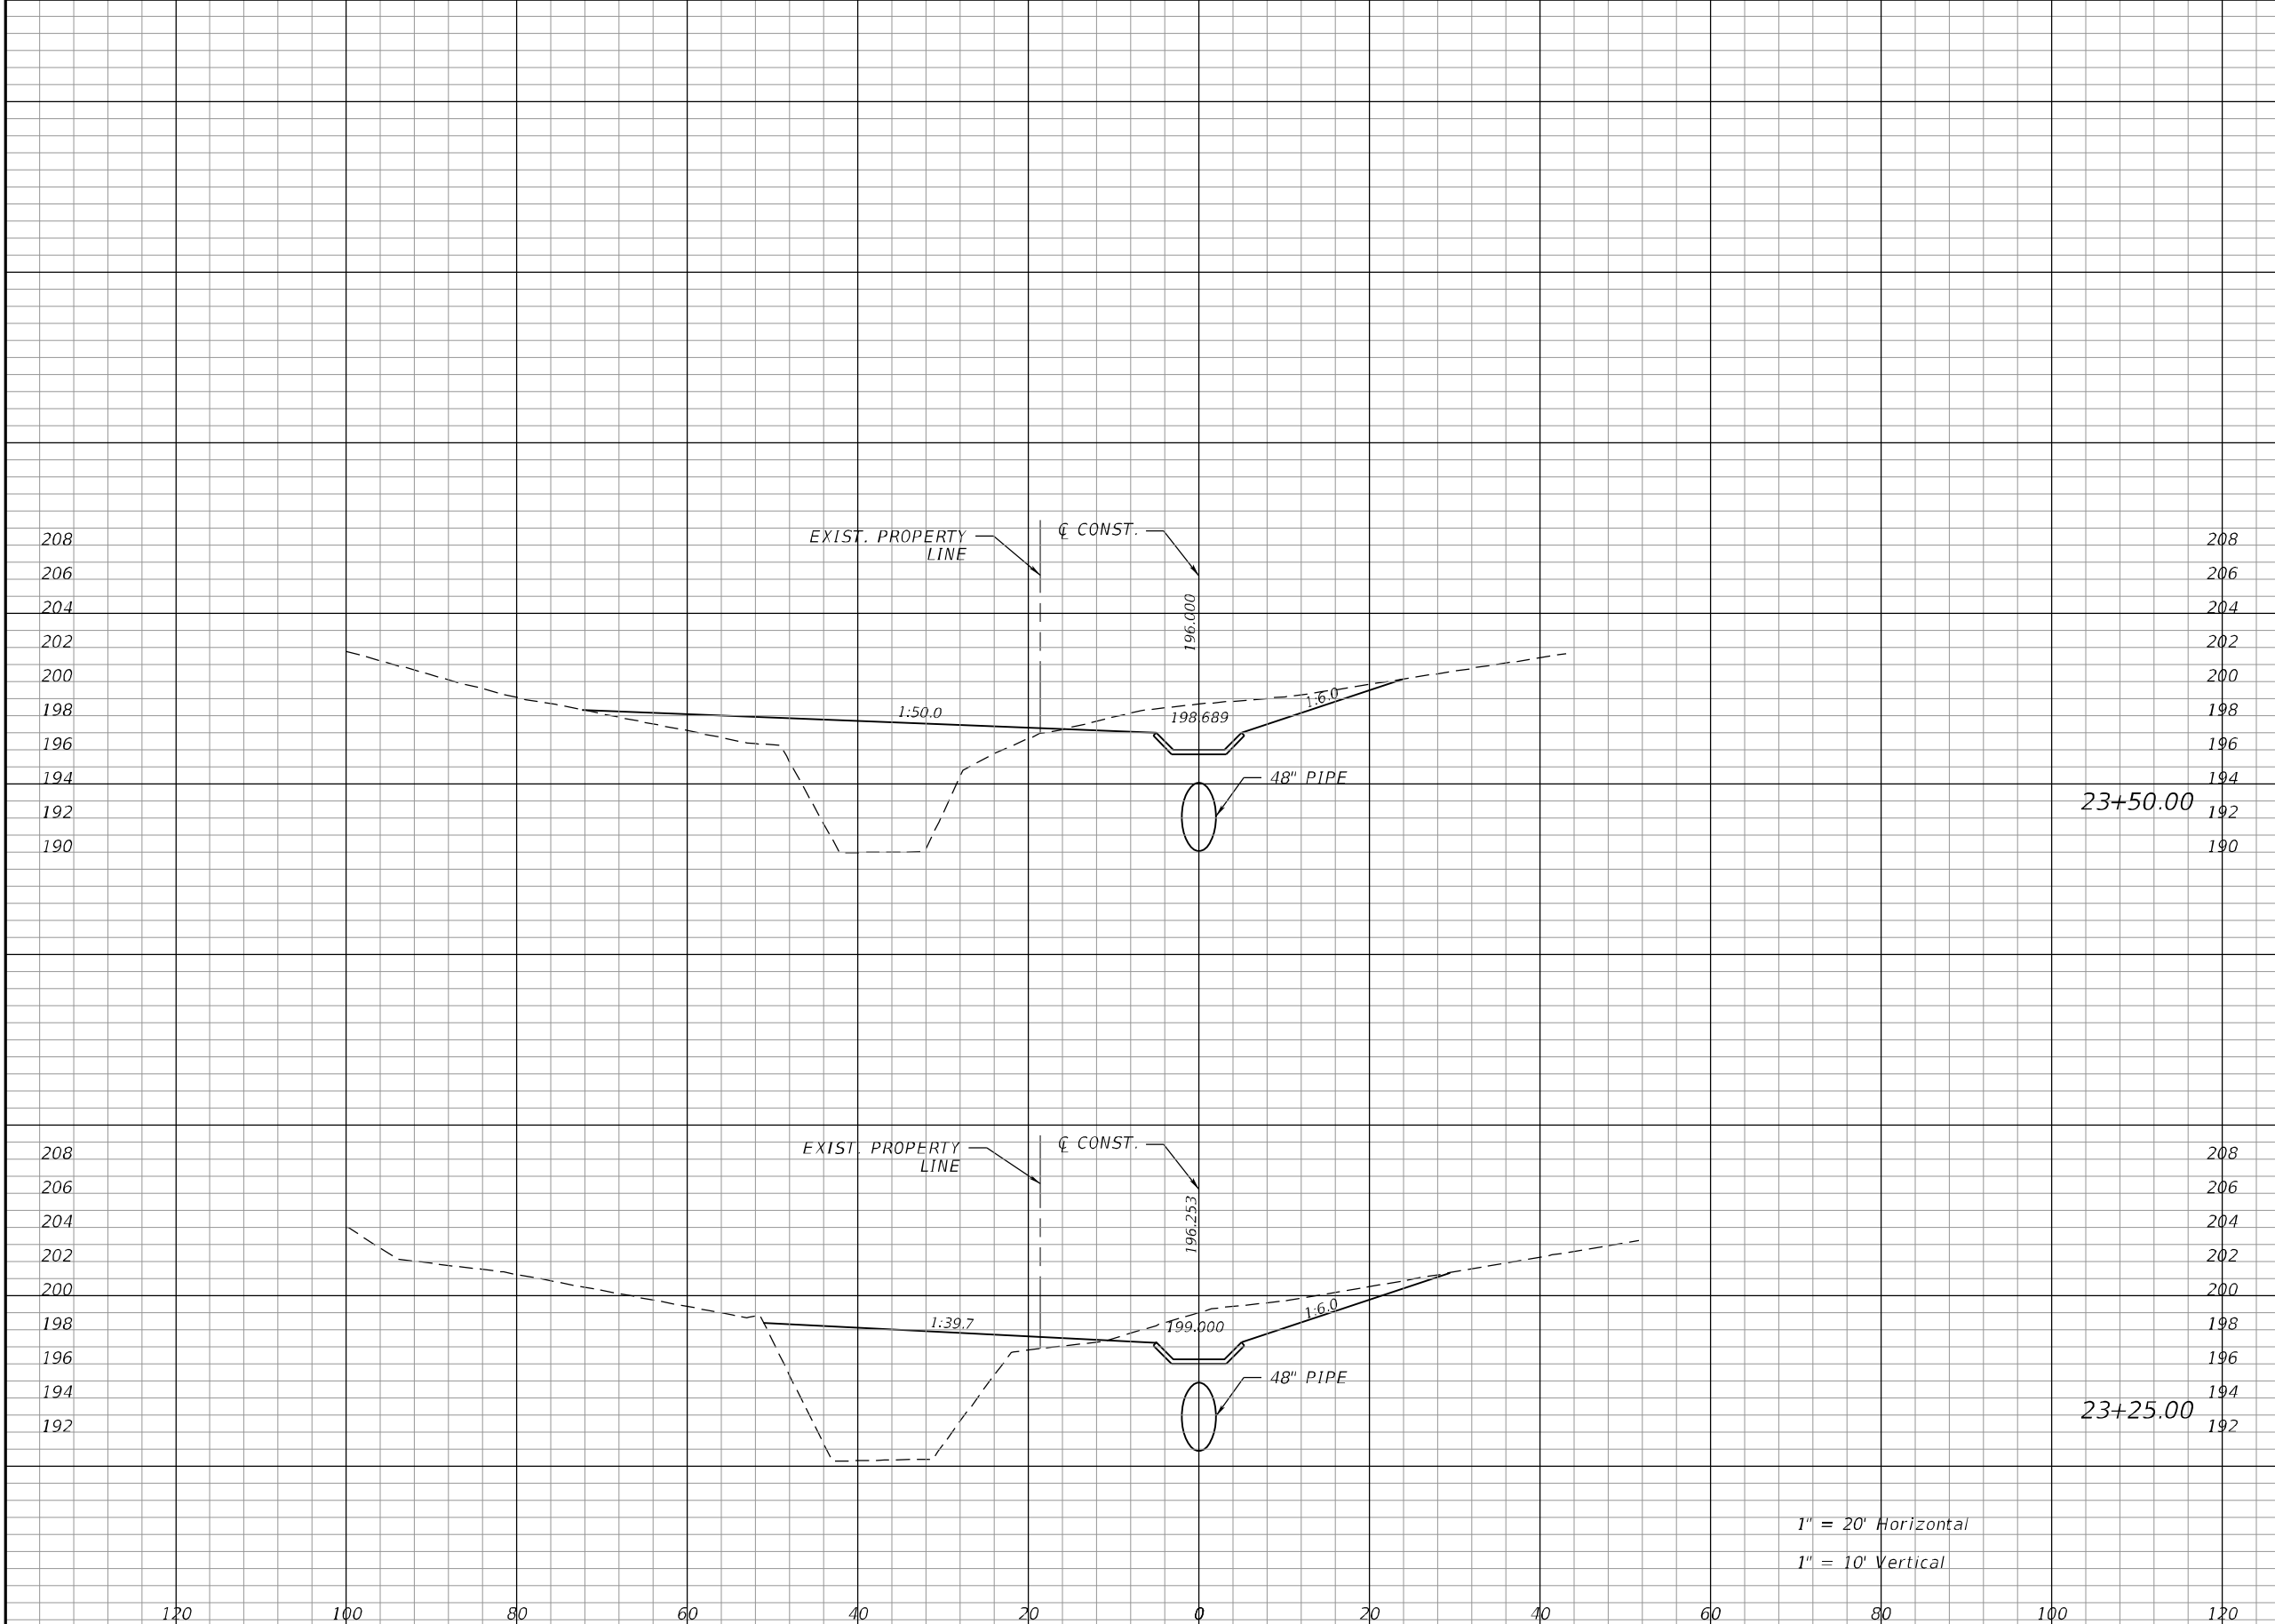 EXIST. PROPERTY
LINE
℄ CONST.
208 208
206 206
196.000
204 204
202 202
200 200
1:6.0
198 1:50.0 198.689 198
196 196
194 48" PIPE 194
23+50.00
192 192
190 190
EXIST. PROPERTY
LINE
℄ CONST.
208 208
206 206
196.253
204 204
202 202
200 200
1:6.0
198 1:39.7 199.000 198
196 196
48" PIPE
194 194
23+25.00
192 192
1" = 20' Horizontal
1" = 10' Vertical
120 100 80 60 40 20 0 20 40 60 80 100 120